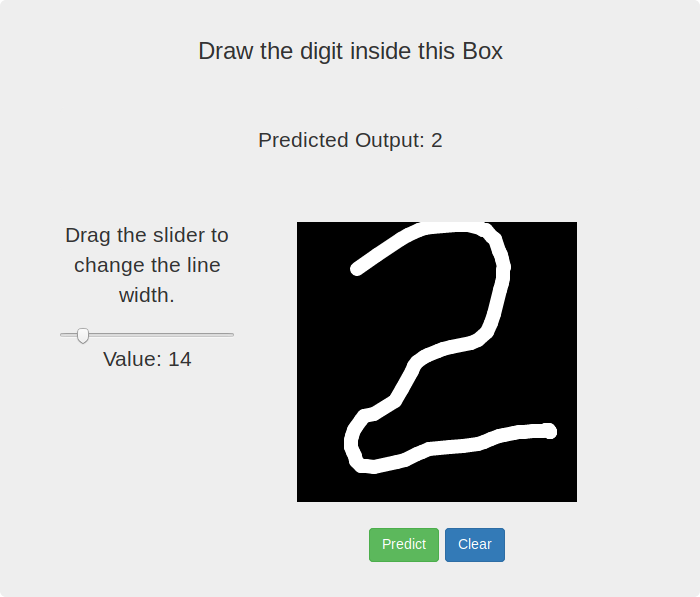 Draw the digit inside this Box
Predicted Output: 2
Drag the slider to
change the line
width.
Value: 14
2
Predict
Clear